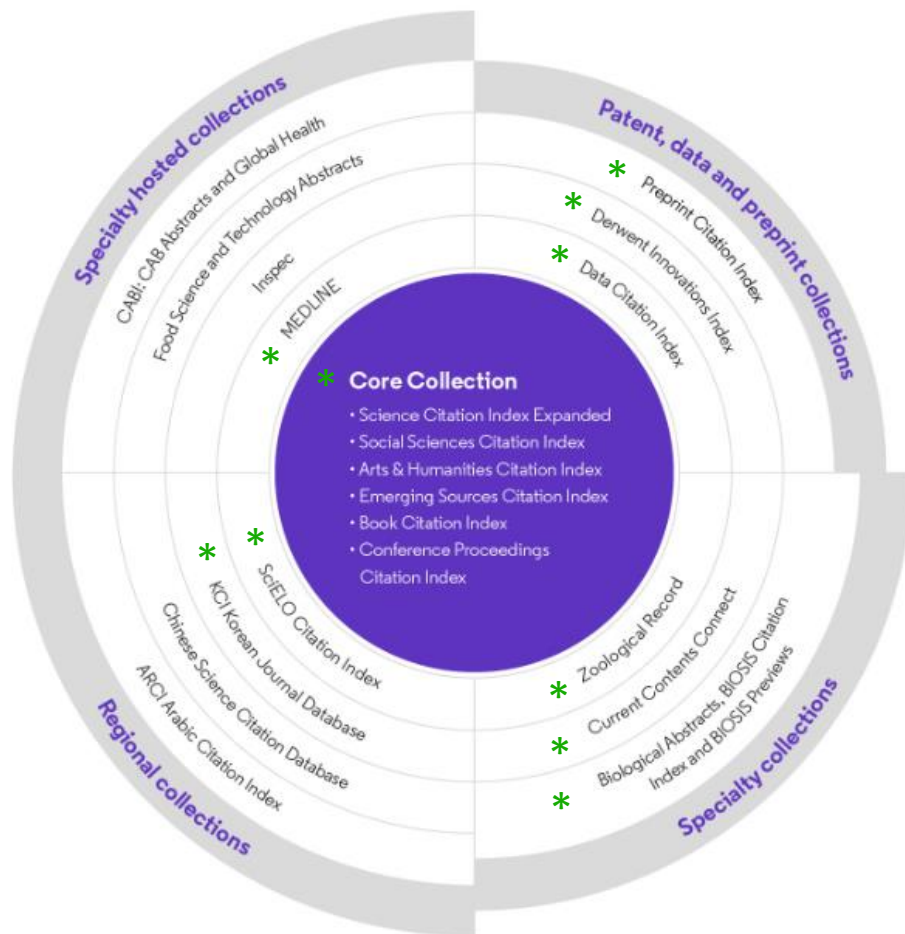 Specialty hosted collections
CABI: CAB Abstracts and Global Health
Food Science and Technology Abstracts
Inspec
* MEDLINE
Patent, data and preprint collections
* Preprint Citation Index
* Derwent Innovations Index
* Data Citation Index
* Core Collection
• Science Citation Index Expanded
• Social Sciences Citation Index
• Arts & Humanities Citation Index
• Emerging Sources Citation Index
• Book Citation Index
• Conference Proceedings
Citation Index
* SciELO Citation Index
* KCI Korean Journal Database
Chinese Science Citation Database
ARCI Arabic Citation Index
Regional collections
* Zoological Record
* Current Contents Connect
* Biological Abstracts, BIOSIS Citation
Index and BIOSIS Previews
Specialty collections